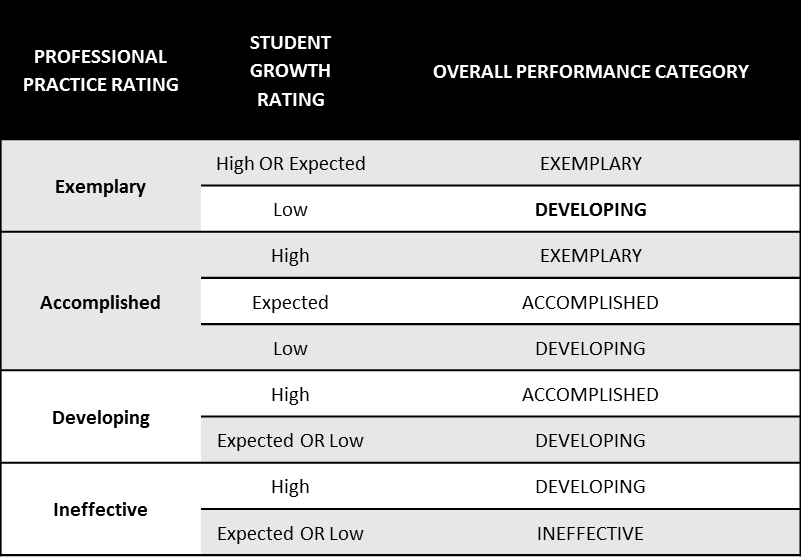 PROFESSIONAL
PRACTICE RATING
STUDENT
GROWTH
RATING
OVERALL PERFORMANCE CATEGORY
Exemplary
High OR Expected
EXEMPLARY
Low
DEVELOPING
Accomplished
High
EXEMPLARY
Expected
ACCOMPLISHED
Low
DEVELOPING
Developing
High
ACCOMPLISHED
Expected OR Low
DEVELOPING
Ineffective
High
DEVELOPING
Expected OR Low
INEFFECTIVE